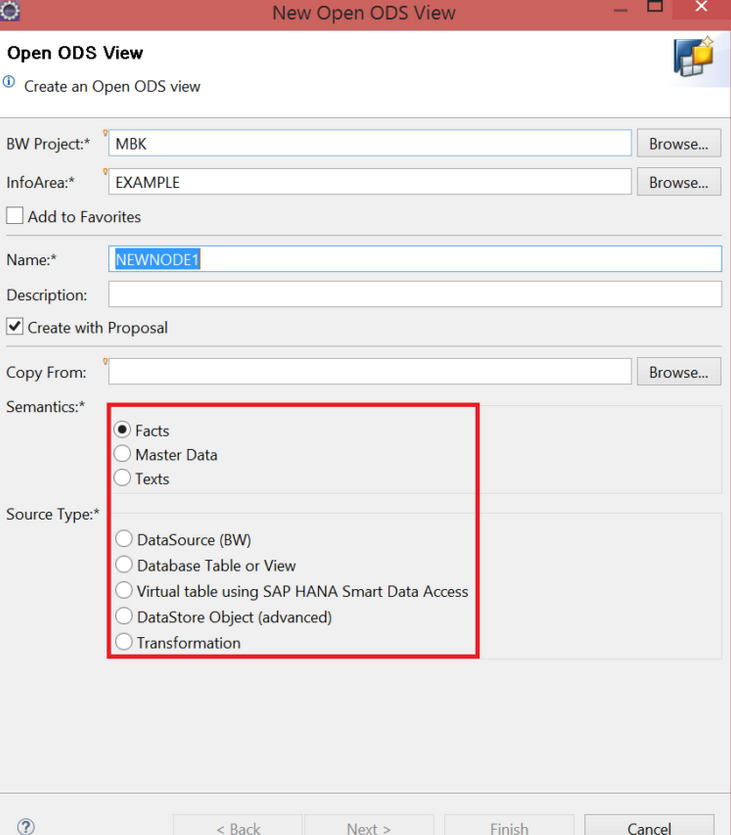 New Open ODS View
Open ODS View
Create an Open ODS view
BW Project:* MBK Browse...
InfoArea:* EXAMPLE Browse...
Add to Favorites
Name:* NEWNODE1
Description:
Create with Proposal
Copy From: Browse...
Semantics:*
Facts
Master Data
Texts
Source Type:*
DataSource (BW)
Database Table or View
Virtual table using SAP HANA Smart Data Access
DataStore Object (advanced)
Transformation
? < Back Next > Finish Cancel